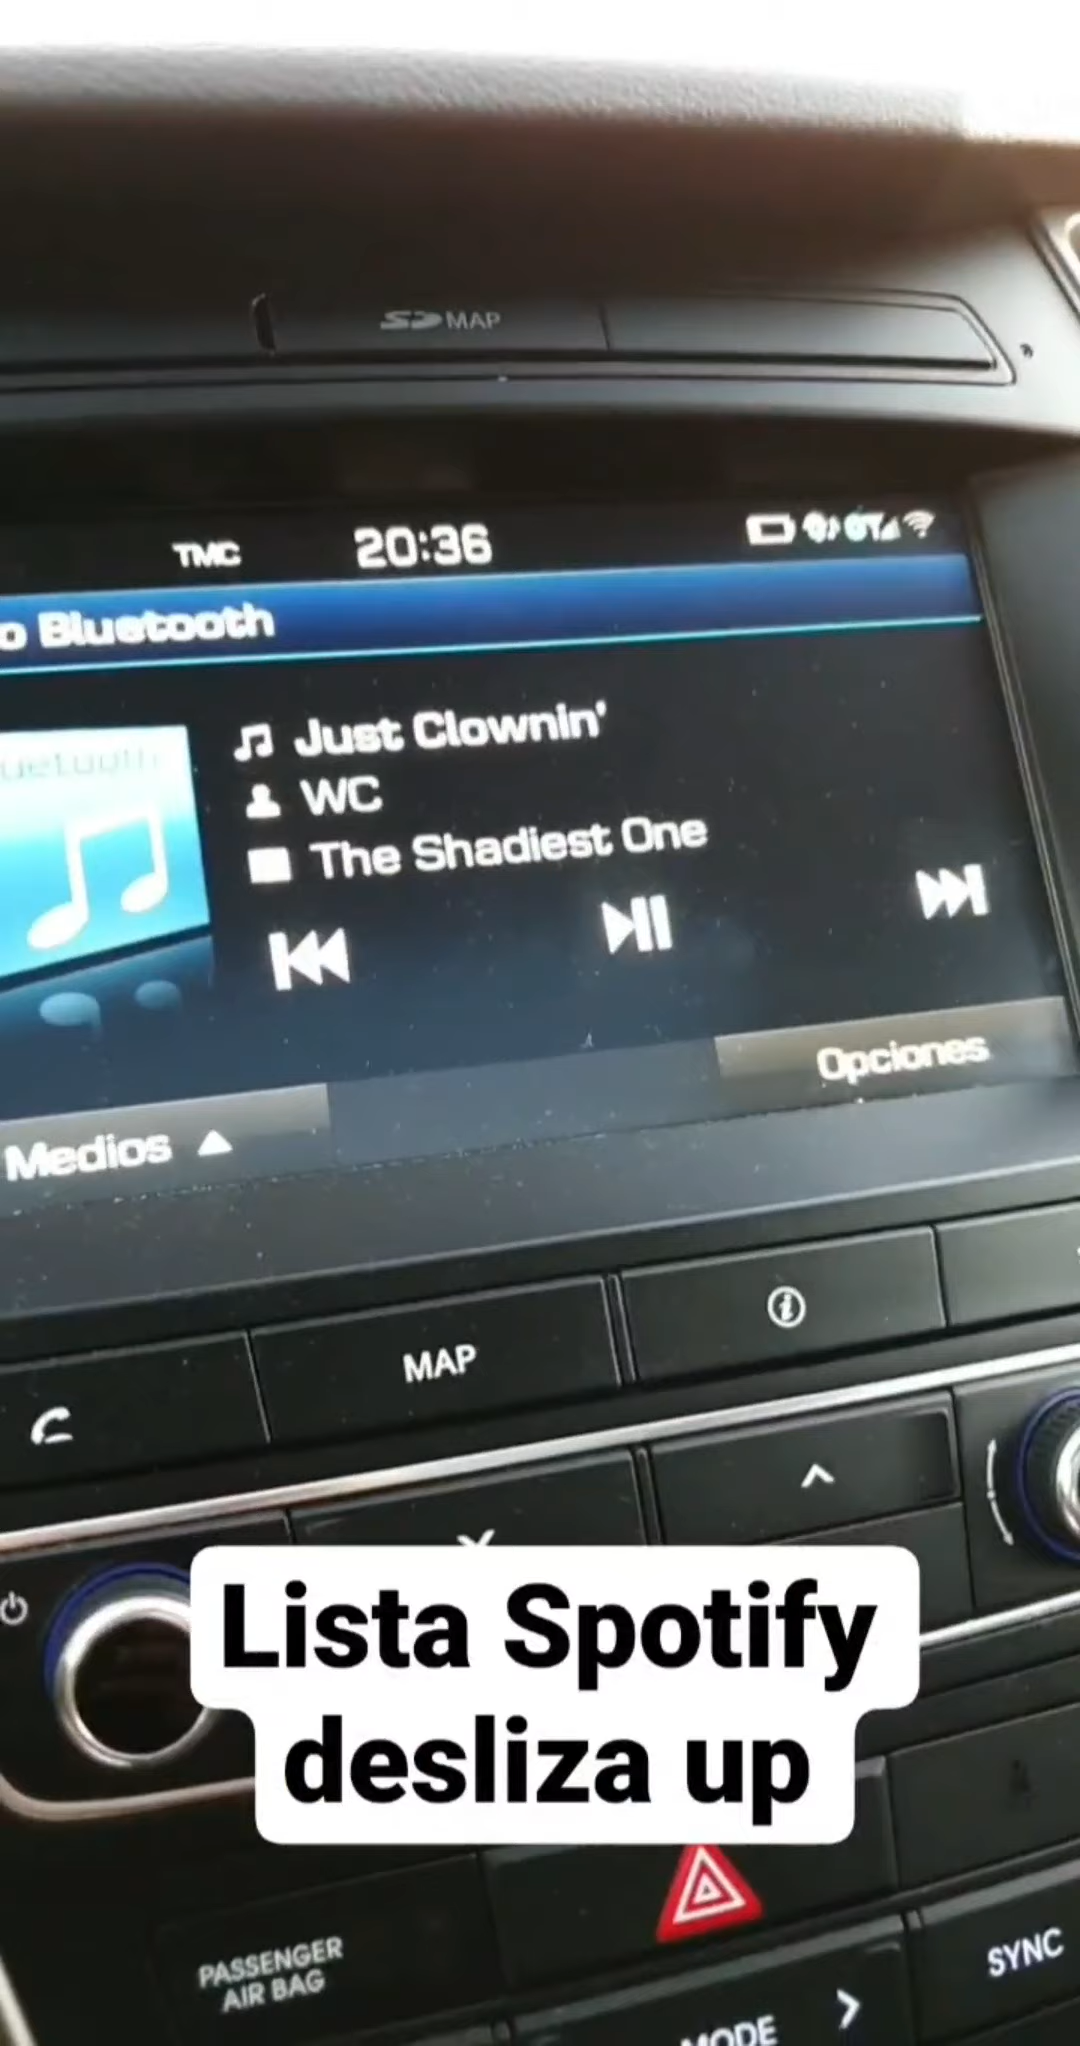 SD MAP
TMC 20:36
o Bluetooth
Just Clownin'
WC
The Shadiest One
Opciones
Medios
MAP
Lista Spotify
desliza up
PASSENGER
AIR BAG
SYNC
MODE